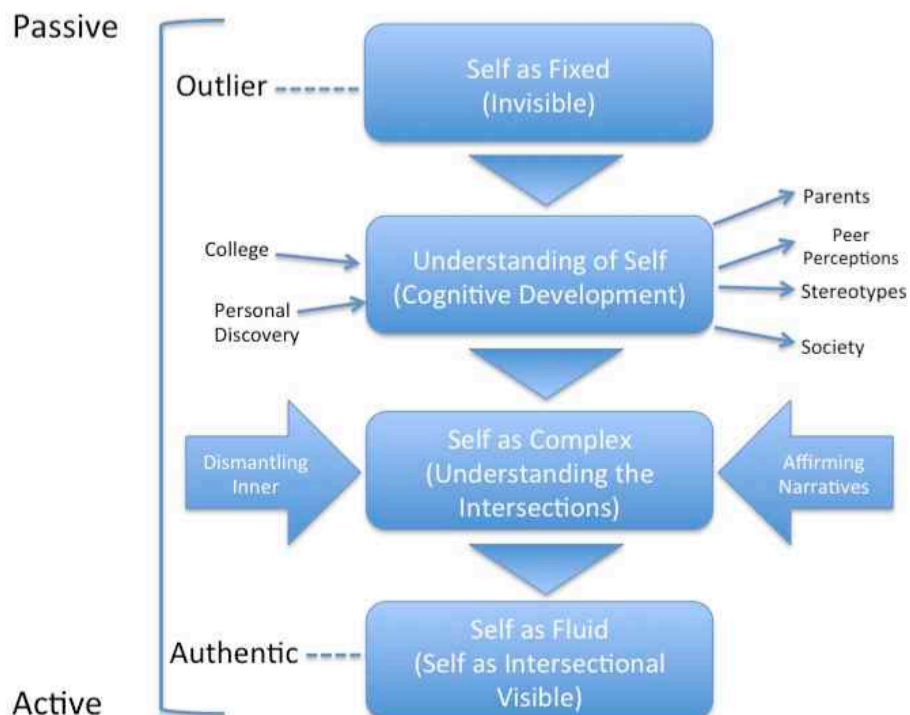 Passive
Outlier
Self as Fixed
(Invisible)
Parents
Peer
Perceptions
Stereotypes
Society
College
Personal
Discovery
Understanding of Self
(Cognitive Development)
Dismantling
Inner
Self as Complex
(Understanding the
Intersections)
Affirming
Narratives
Authentic
Self as Fluid
(Self as Intersectional
Visible)
Active